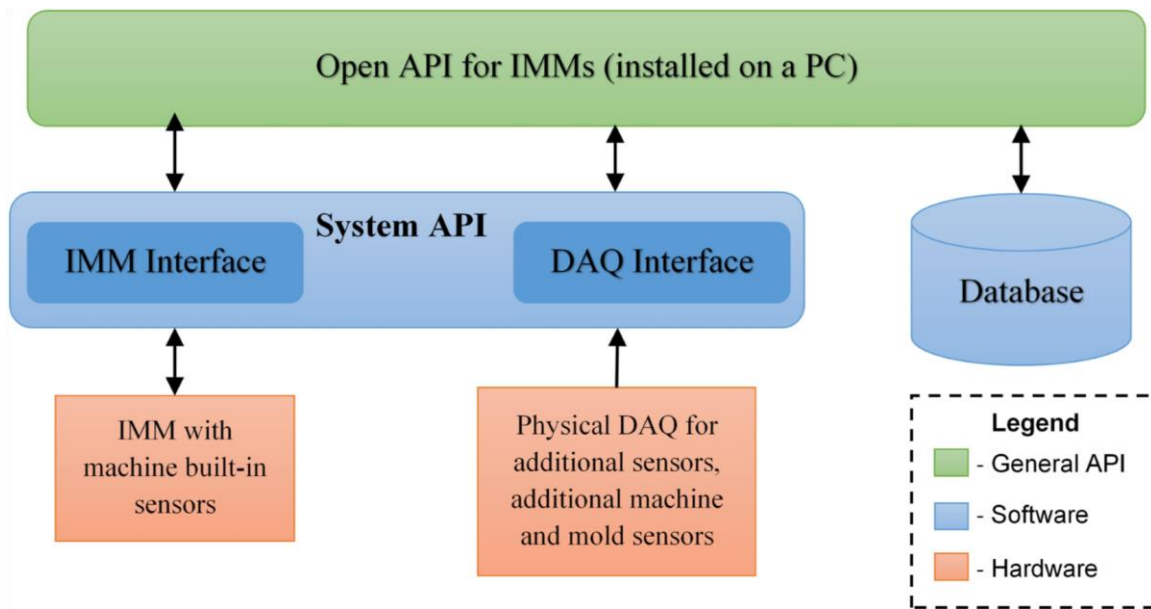 Open API for IMMs (installed on a PC)
System API
IMM Interface
DAQ Interface
Database
IMM with
machine built-in
sensors
Physical DAQ for
additional sensors,
additional machine
and mold sensors
Legend
- General API
- Software
- Hardware